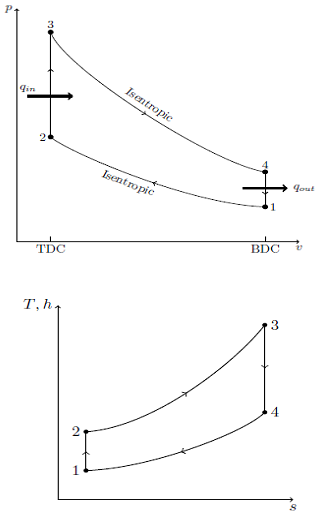 p
3
q_in
Isentropic
2
4
q_out
Isentropic
1
TDC
BDC
v
T, h
3
2
4
1
s